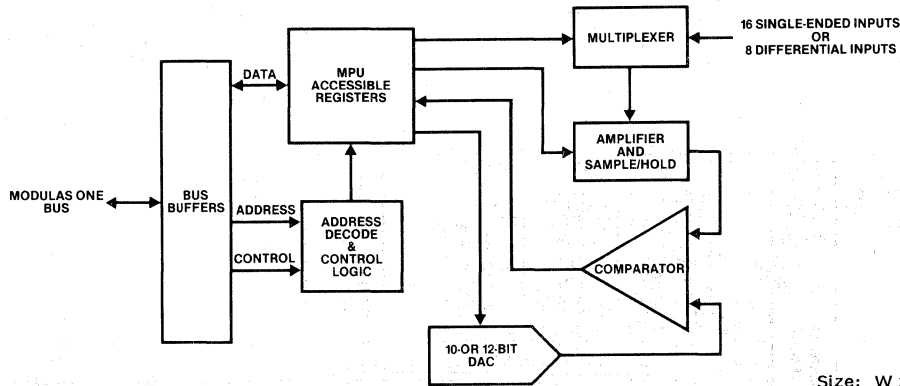 16 SINGLE-ENDED INPUTS
OR
8 DIFFERENTIAL INPUTS
MULTIPLEXER
MPU
ACCESSIBLE
REGISTERS
DATA
AMPLIFIER
AND
SAMPLE/HOLD
MODULAS ONE
BUS
BUS
BUFFERS
ADDRESS
CONTROL
ADDRESS
DECODE
&
CONTROL
LOGIC
COMPARATOR
10-OR 12-BIT
DAC
Size: W